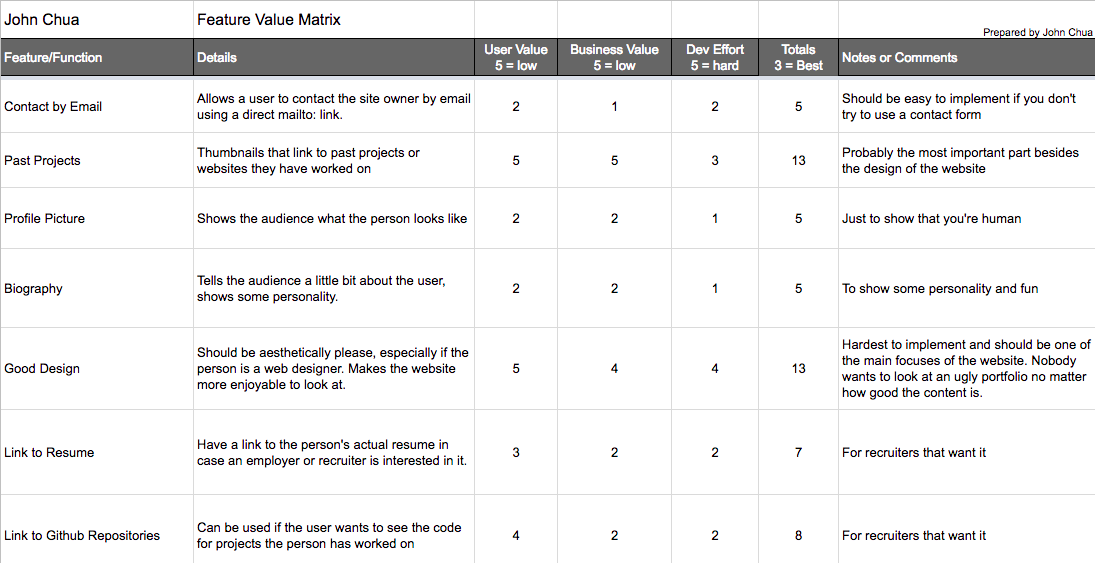 John Chua
Feature Value Matrix
Prepared by John Chua
Feature/Function
Details
User Value
5 = low
Business Value
5 = low
Dev Effort
5 = hard
Totals
3 = Best
Notes or Comments
Contact by Email
Allows a user to contact the site owner by email
using a direct mailto: link.
2
1
2
5
Should be easy to implement if you don't
try to use a contact form
Past Projects
Thumbnails that link to past projects or
websites they have worked on
5
5
3
13
Probably the most important part besides
the design of the website
Profile Picture
Shows the audience what the person looks like
2
2
1
5
Just to show that you're human
Biography
Tells the audience a little bit about the user,
shows some personality.
2
2
1
5
To show some personality and fun
Good Design
Should be aesthetically please, especially if the
person is a web designer. Makes the website
more enjoyable to look at.
5
4
4
13
Hardest to implement and should be one of
the main focuses of the website. Nobody
wants to look at an ugly portfolio no matter
how good the content is.
Link to Resume
Have a link to the person's actual resume in
case an employer or recruiter is interested in it.
3
2
2
7
For recruiters that want it
Link to Github Repositories
Can be used if the user wants to see the code
for projects the person has worked on
4
2
2
8
For recruiters that want it